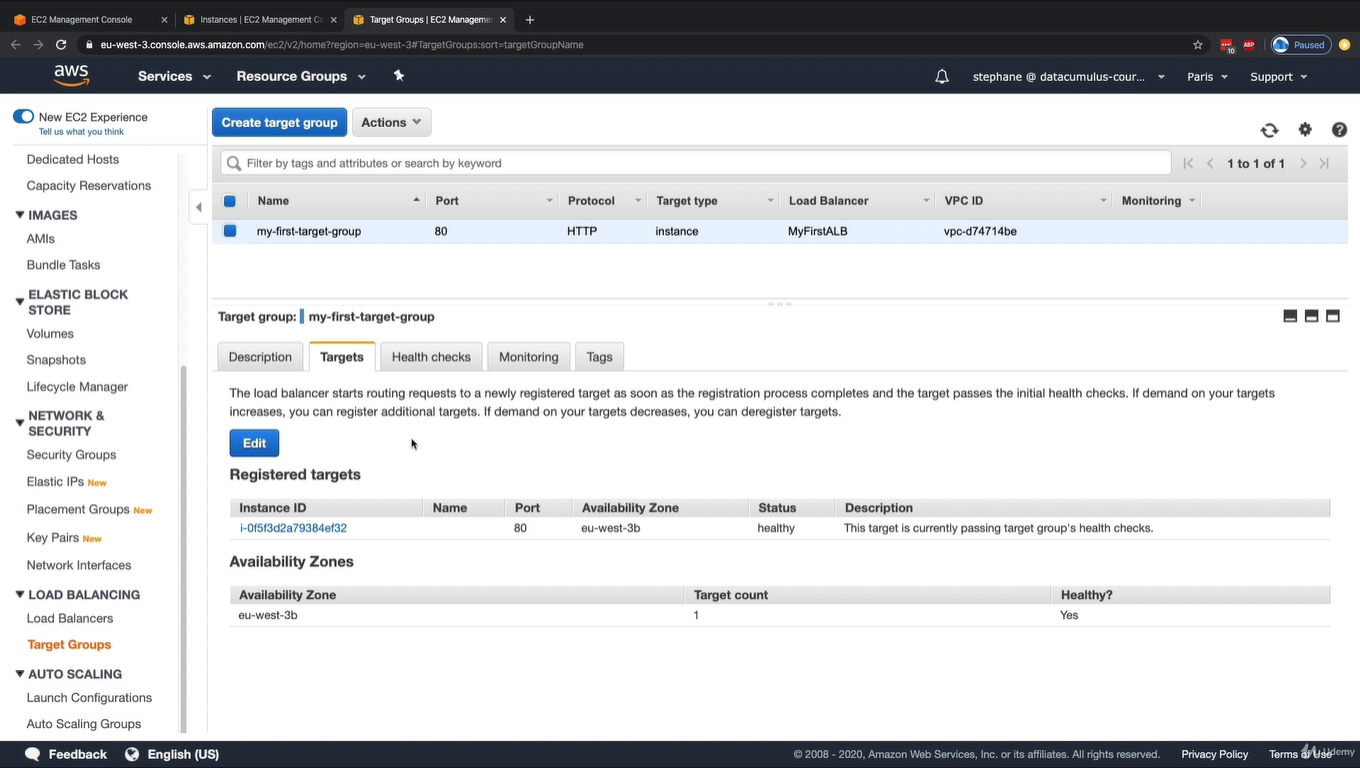 EC2 Management Console
Instances | EC2 Management Co
Target Groups | EC2 Managemen
eu-west-3.console.aws.amazon.com/ec2/v2/home?region=eu-west-3#TargetGroups:sort=targetGroupName
10
ABP
Paused
aws
Services
Resource Groups
stephane @ datacumulus-cour...
Paris
Support
New EC2 Experience
Tell us what you think
Dedicated Hosts
Capacity Reservations
IMAGES
AMIs
Bundle Tasks
ELASTIC BLOCK
STORE
Volumes
Snapshots
Lifecycle Manager
NETWORK &
SECURITY
Security Groups
Elastic IPs New
Placement Groups New
Key Pairs New
Network Interfaces
LOAD BALANCING
Load Balancers
Target Groups
AUTO SCALING
Launch Configurations
Auto Scaling Groups
Create target group
Actions
Filter by tags and attributes or search by keyword
1 to 1 of 1
Name Port Protocol Target type Load Balancer VPC ID Monitoring
my-first-target-group 80 HTTP instance MyFirstALB vpc-d74714be
Target group: my-first-target-group
Description Targets Health checks Monitoring Tags
The load balancer starts routing requests to a newly registered target as soon as the registration process completes and the target passes the initial health checks. If demand on your targets
increases, you can register additional targets. If demand on your targets decreases, you can deregister targets.
Edit
Registered targets
Instance ID Name Port Availability Zone Status Description
i-0f5f3d2a79384ef32 80 eu-west-3b healthy This target is currently passing target group's health checks.
Availability Zones
Availability Zone Target count Healthy?
eu-west-3b 1 Yes
Feedback
English (US)
© 2008 - 2020, Amazon Web Services, Inc. or its affiliates. All rights reserved.
Privacy Policy
Terms of Use
Udemy